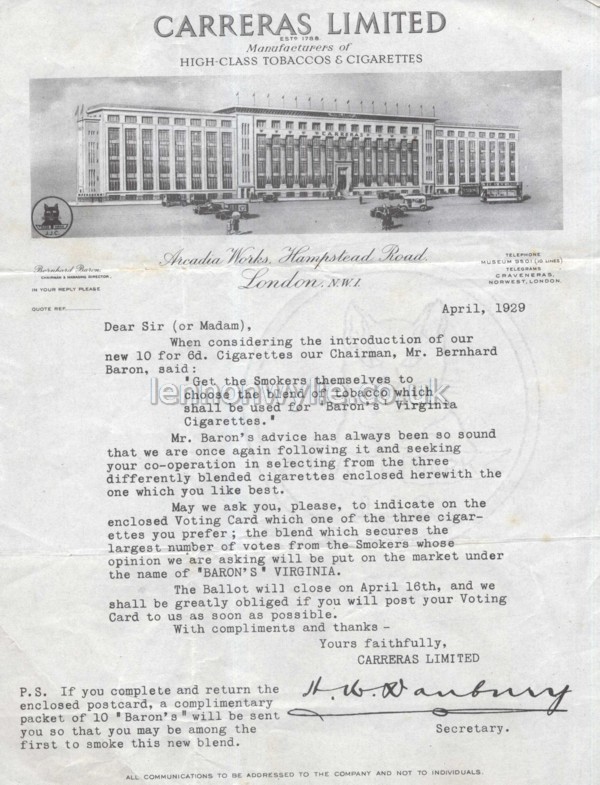 CARRERAS LIMITED
ESTD 1788
Manufacturers of
HIGH-CLASS TOBACCOS & CIGARETTES
CARRERAS
Arcadia Works, Hampstead Road.
London. N.W.1.
Bernhard Baron
CHAIRMAN & MANAGING DIRECTOR
IN YOUR REPLY PLEASE
QUOTE REF.
TELEPHONE
MUSEUM 9501 (10 LINES)
TELEGRAMS
CRAVENERAS,
NORWEST, LONDON.
April, 1929
Dear Sir (or Madam),
When considering the introduction of our
new 10 for 6d. Cigarettes our Chairman, Mr. Bernhard
Baron, said :
"Get the Smokers themselves to
choose the blend of tobacco which
shall be used for "Baron's" Virginia
Cigarettes."
lennonwylie.co.uk
Mr. Baron's advice has always been so sound
that we are once again following it and seeking
your co-operation in selecting from the three
differently blended cigarettes enclosed herewith the
one which you like best.
May we ask you, please, to indicate on the
enclosed Voting Card which one of the three cigar-
ettes you prefer ; the blend which secures the
largest number of votes from the Smokers whose
opinion we are asking will be put on the market under
the name of "BARON'S" VIRGINIA.
The Ballot will close on April 16th, and we
shall be greatly obliged if you will post your Voting
Card to us as soon as possible.
With compliments and thanks -
Yours faithfully,
CARRERAS LIMITED
P.S. If you complete and return the
enclosed postcard, a complimentary
packet of 10 "Baron's" will be sent
you so that you may be among the
first to smoke this new blend.
H. W. Danbury
Secretary.
ALL COMMUNICATIONS TO BE ADDRESSED TO THE COMPANY AND NOT TO INDIVIDUALS.